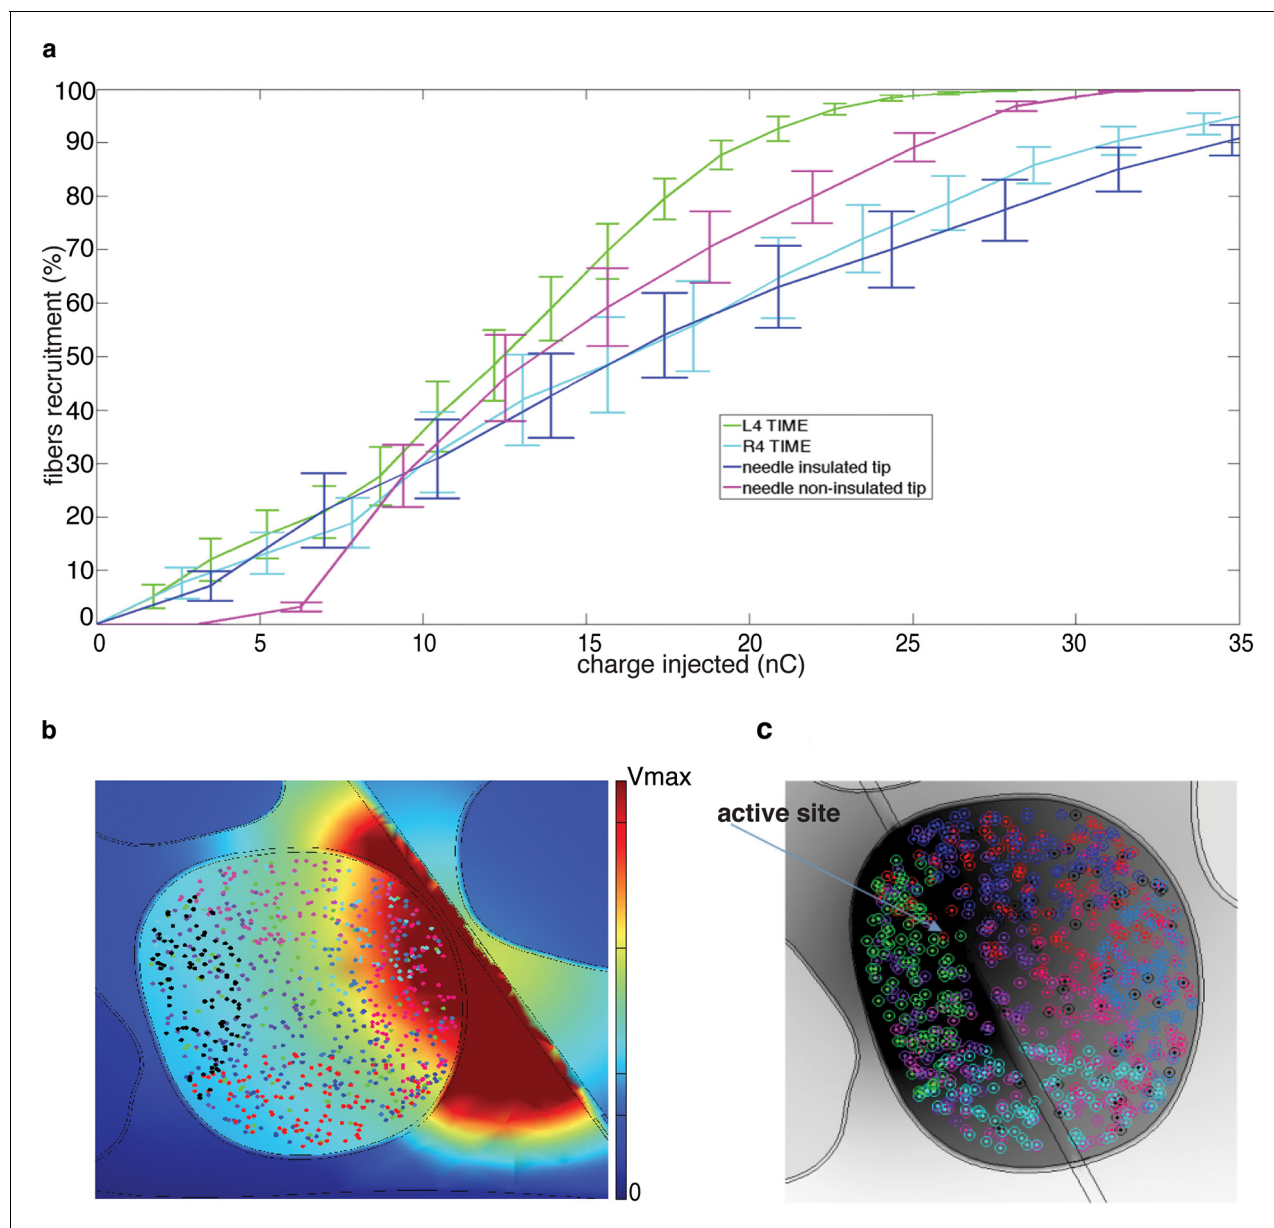 a
100
90
80
70
60
50
40
30
20
10
0
fibers recruitment (%)
L4 TIME
R4 TIME
needle insulated tip
needle non-insulated tip
0 5 10 15 20 25 30 35
charge injected (nC)
b
Vmax
0
c
active site